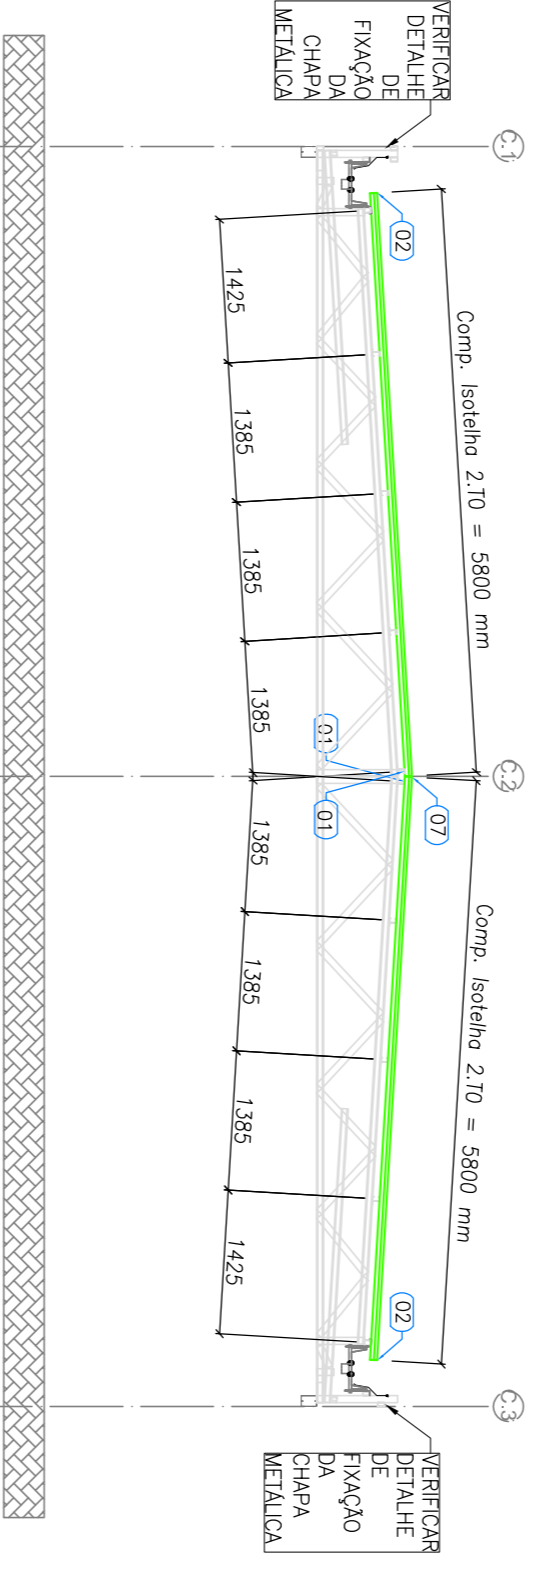 VERIFICAR
DETALHE
DE
FIXAÇÃO
DA
CHAPA
METÁLICA
C.1
02
Comp. Isotelha 2.T0 = 5800 mm
1425
1385
1385
1385
01
01
07
C.2
Comp. Isotelha 2.T0 = 5800 mm
1385
1385
1385
1425
02
C.3
VERIFICAR
DETALHE
DE
FIXAÇÃO
DA
CHAPA
METÁLICA